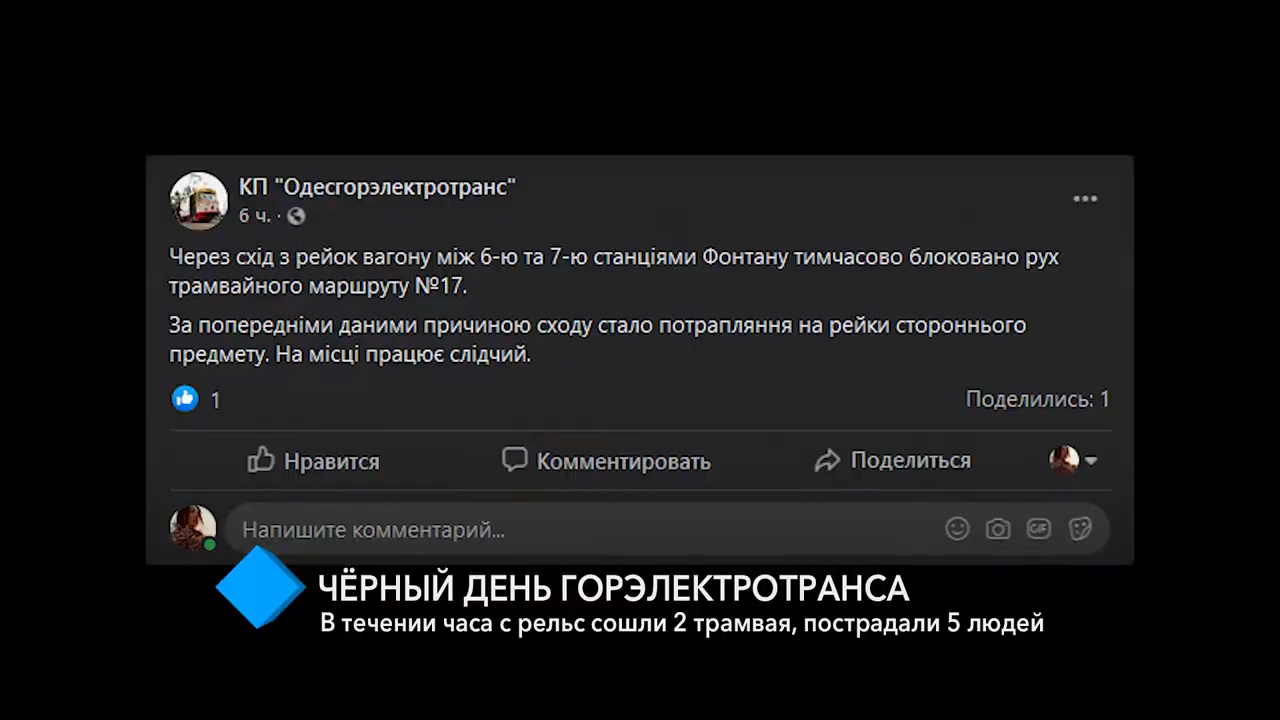 КП "Одесгорэлектротранс"
6 ч. ·
Через схід з рейок вагону між 6-ю та 7-ю станціями Фонтану тимчасово блоковано рух
трамвайного маршруту №17.
За попередніми даними причиною сходу стало потрапляння на рейки стороннього
предмету. На місці працює слідчий.
1
Поделились: 1
Нравится
Комментировать
Поделиться
Напишите комментарий...
GIF
ЧЁРНЫЙ ДЕНЬ ГОРЭЛЕКТРОТРАНСА
В течении часа с рельс сошли 2 трамвая, пострадали 5 людей